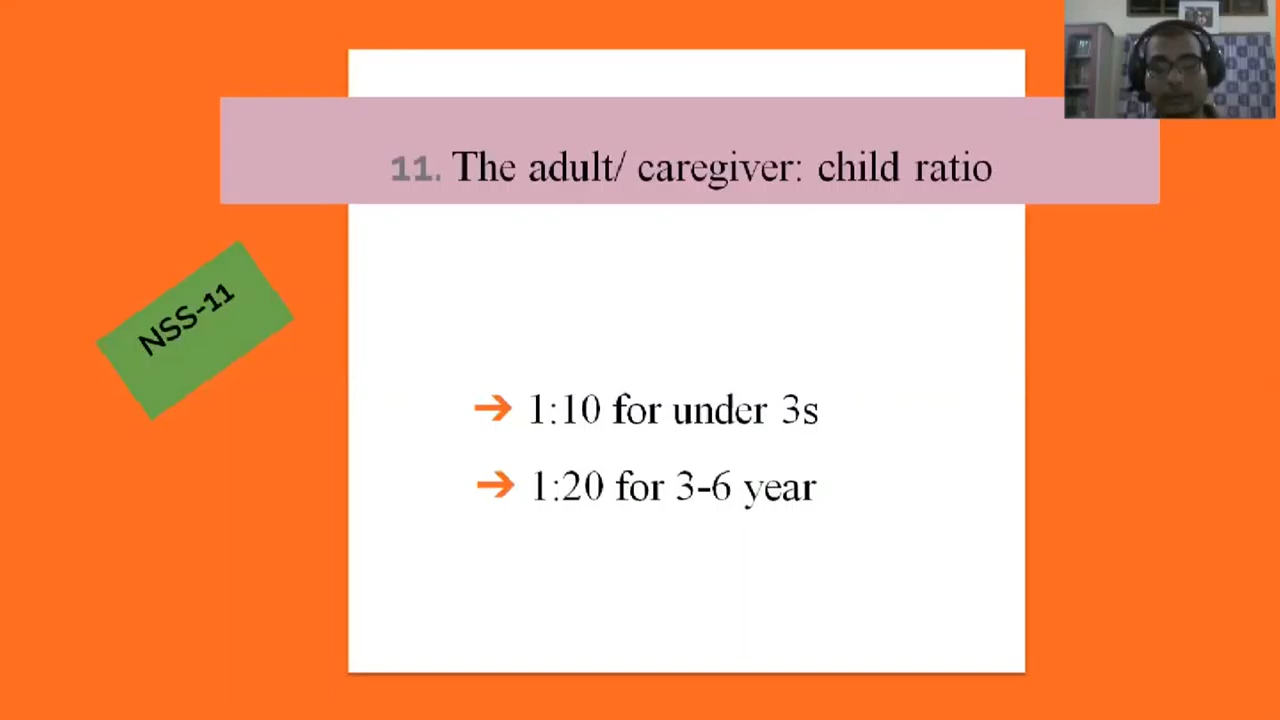 11. The adult/ caregiver: child ratio
NSS-11
➔ 1:10 for under 3s
➔ 1:20 for 3-6 year